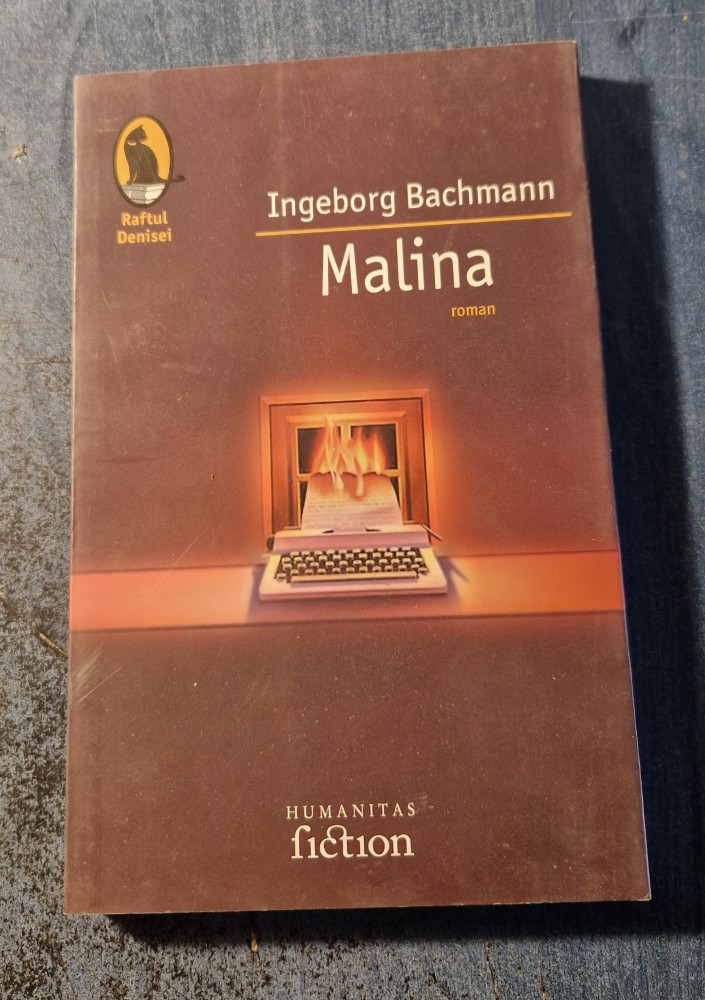 Raftul
Denisei
Ingeborg Bachmann
Malina
roman
HUMANITAS
fiction